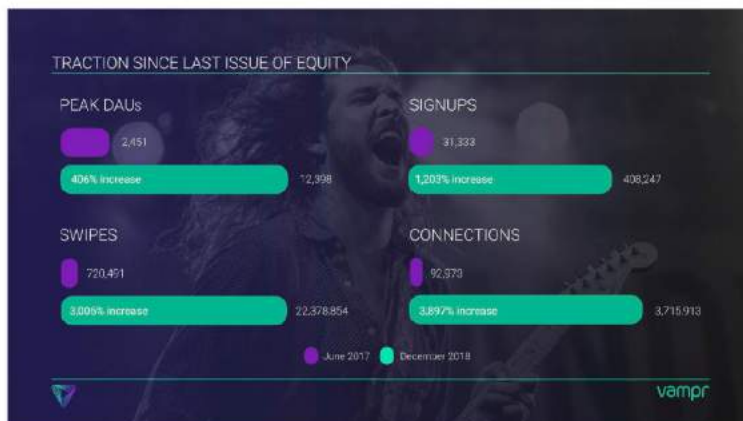 TRACTION SINCE LAST ISSUE OF EQUITY
PEAK DAUs
2,451
406% increase
12,398
SIGNUPS
31,333
1,203% increase
408,247
SWIPES
720,491
3,006% increase
22,378,854
CONNECTIONS
92,973
3,897% increase
3,715,913
June 2017
December 2018
vampr